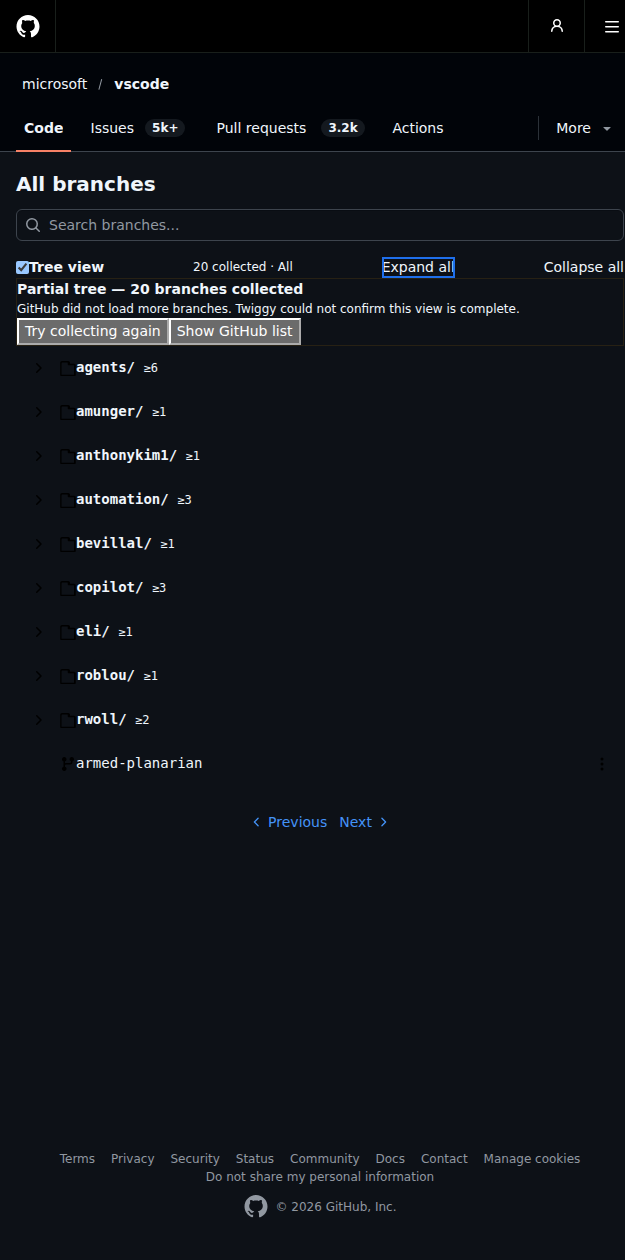 microsoft / vscode
Code Issues 5k+ Pull requests 3.2k Actions More
All branches
Search branches...
Tree view 20 collected · All Expand all Collapse all
Partial tree — 20 branches collected
GitHub did not load more branches. Twiggy could not confirm this view is complete.
Try collecting again Show GitHub list
agents/ ≥6
amunger/ ≥1
anthonykim1/ ≥1
automation/ ≥3
bevillal/ ≥1
copilot/ ≥3
eli/ ≥1
roblou/ ≥1
rwoll/ ≥2
armed-planarian
Previous Next
Terms Privacy Security Status Community Docs Contact Manage cookies
Do not share my personal information
© 2026 GitHub, Inc.